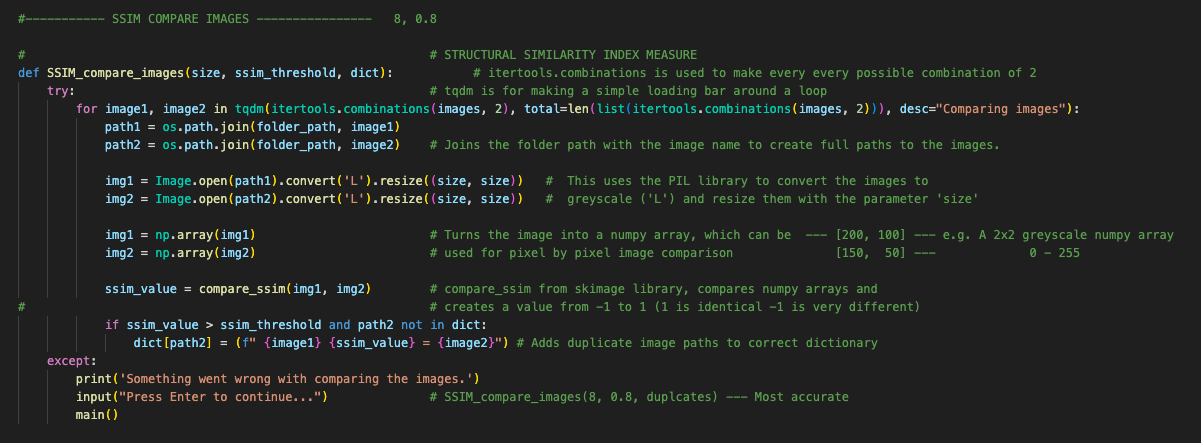 #----------- SSIM COMPARE IMAGES ----------------   8, 0.8
#                                                        # STRUCTURAL SIMILARITY INDEX MEASURE
def SSIM_compare_images(size, ssim_threshold, dict):           # itertools.combinations is used to make every every possible combination of 2
    try:                                                 # tqdm is for making a simple loading bar around a loop
        for image1, image2 in tqdm(itertools.combinations(images, 2), total=len(list(itertools.combinations(images, 2))), desc="Comparing images"):
            path1 = os.path.join(folder_path, image1)
            path2 = os.path.join(folder_path, image2)    # Joins the folder path with the image name to create full paths to the images.
            img1 = Image.open(path1).convert('L').resize((size, size))   #  This uses the PIL library to convert the images to
            img2 = Image.open(path2).convert('L').resize((size, size))   #  greyscale ('L') and resize them with the parameter 'size'
            img1 = np.array(img1)                        # Turns the image into a numpy array, which can be  --- [200, 100] --- e.g. A 2x2 greyscale numpy array
            img2 = np.array(img2)                        # used for pixel by pixel image comparison              [150,  50] ---             0 - 255
            ssim_value = compare_ssim(img1, img2)        # compare_ssim from skimage library, compares numpy arrays and
#                                                        # creates a value from -1 to 1 (1 is identical -1 is very different)
            if ssim_value > ssim_threshold and path2 not in dict:
                dict[path2] = (f" {image1} {ssim_value} = {image2}") # Adds duplicate image paths to correct dictionary
    except:
        print('Something went wrong with comparing the images.')
        input("Press Enter to continue...")              # SSIM_compare_images(8, 0.8, duplcates) --- Most accurate
        main()